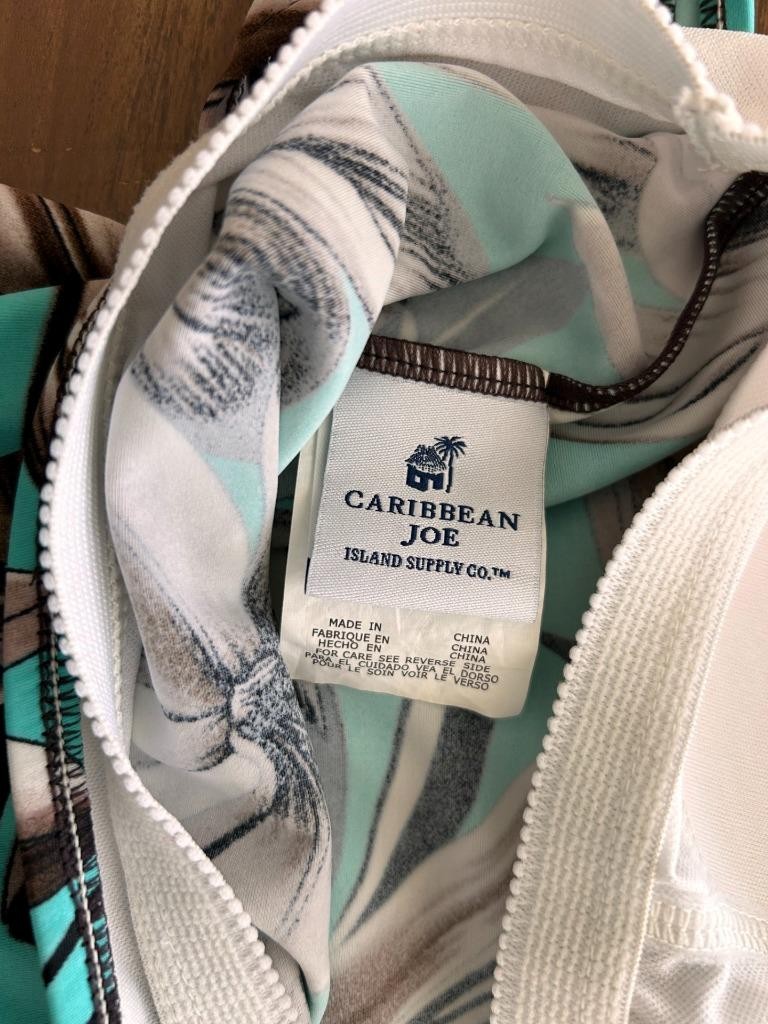 CARIBBEAN
JOE
ISLAND SUPPLY CO.™
MADE IN CHINA
FABRIQUE EN CHINA
HECHO EN CHINA
FOR CARE SEE REVERSE SIDE
PARA EL CUIDADO VEA EL DORSO
POUR LE SOIN VOIR LE VERSO